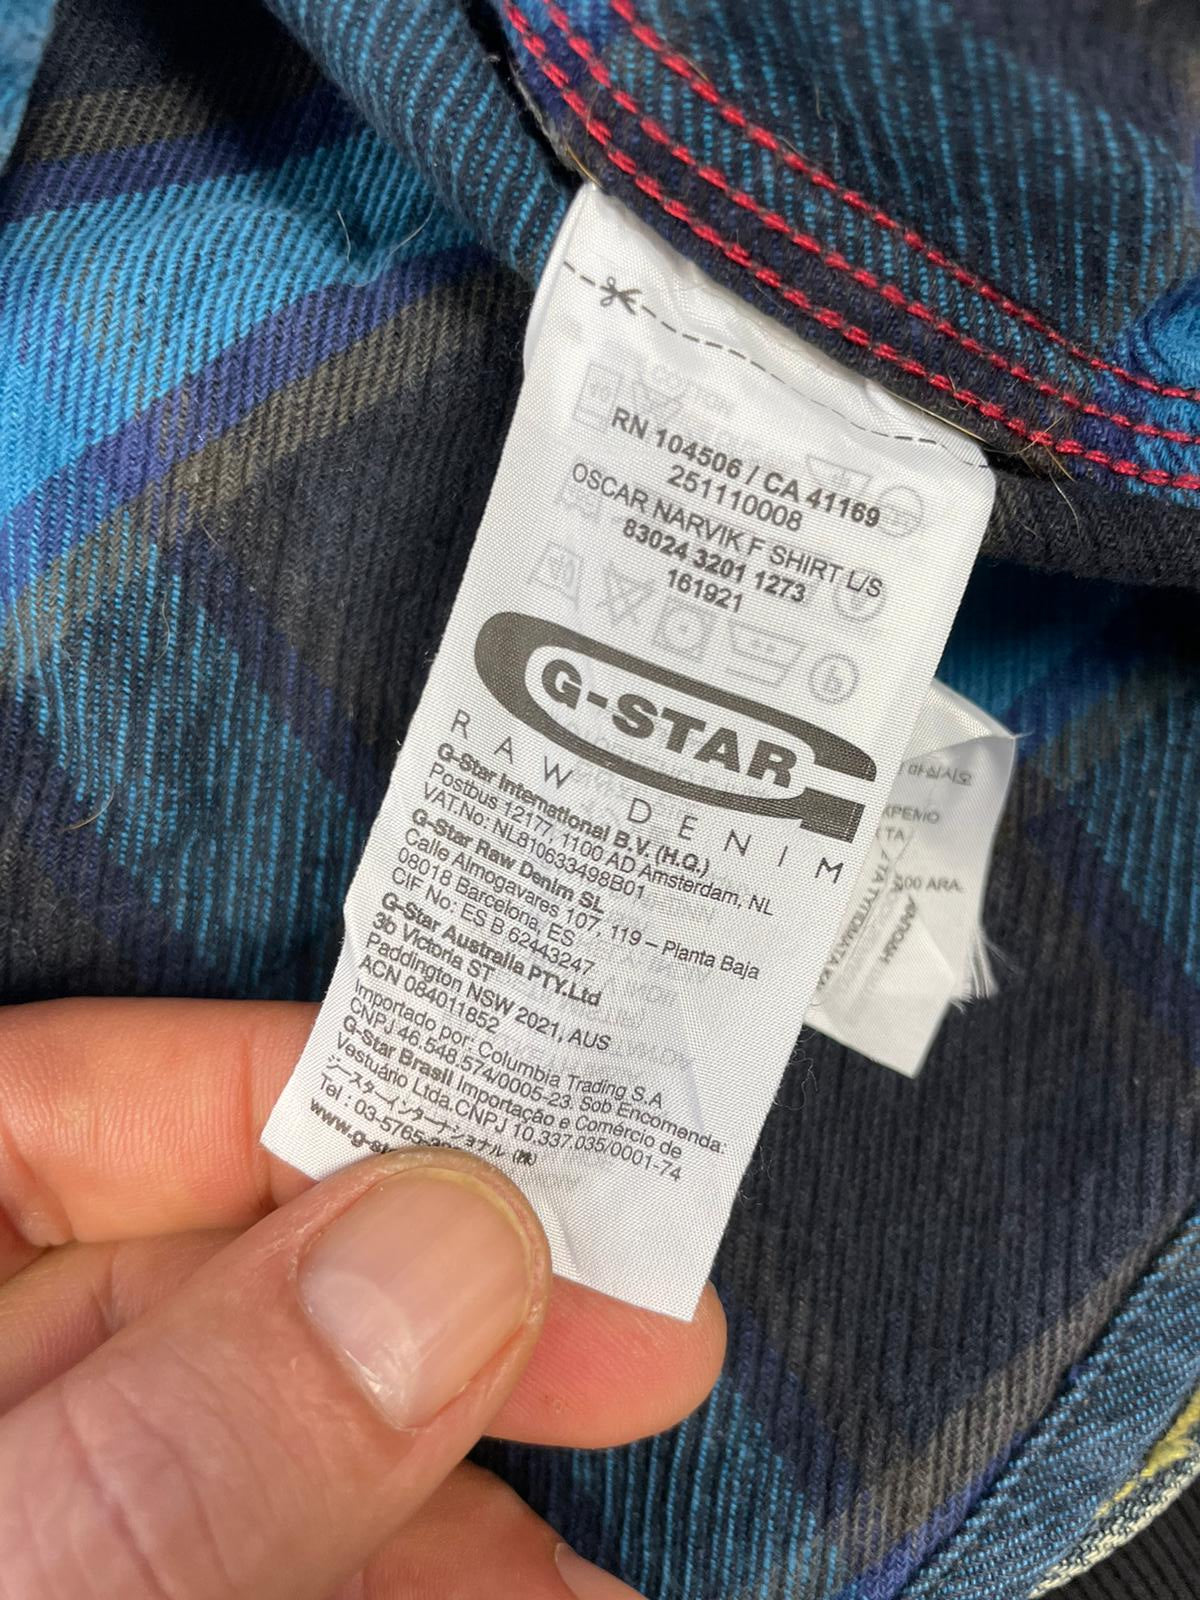 RN 104506 / CA 41169
251110008
OSCAR NARVIK F SHIRT L/S
83024 3201 1273
161921
G-STAR
RAW DENIM
G-Star International B.V. (H.Q.)
Postbus 12177, 1100 AD Amsterdam, NL
VAT.No: NL810633498B01
G-Star Raw Denim SL
Calle Almogavares 107, 119 – Planta Baja
08018 Barcelona, ES
CIF No: ES B 62443247
G-Star Australia PTY.Ltd
3b Victoria ST
Paddington NSW 2021, AUS
ACN 084011852
Importado por: Columbia Trading S.A
CNPJ 46.548.574/0005-23. Sob Encomenda:
G-Star Brasil Importação e Comércio de
Vestuário Ltda.CNPJ 10.337.035/0001-74
ジースターインターナショナル (株)
Tel : 03-5765-
www.g-s